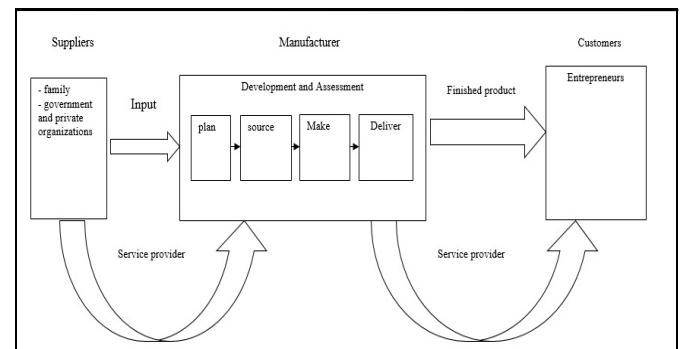 Suppliers
Manufacturer
Customers
- family
- government
and private
organizations
Input
Development and Assessment
plan
source
Make
Deliver
Finished product
Entrepreneurs
Service provider
Service provider